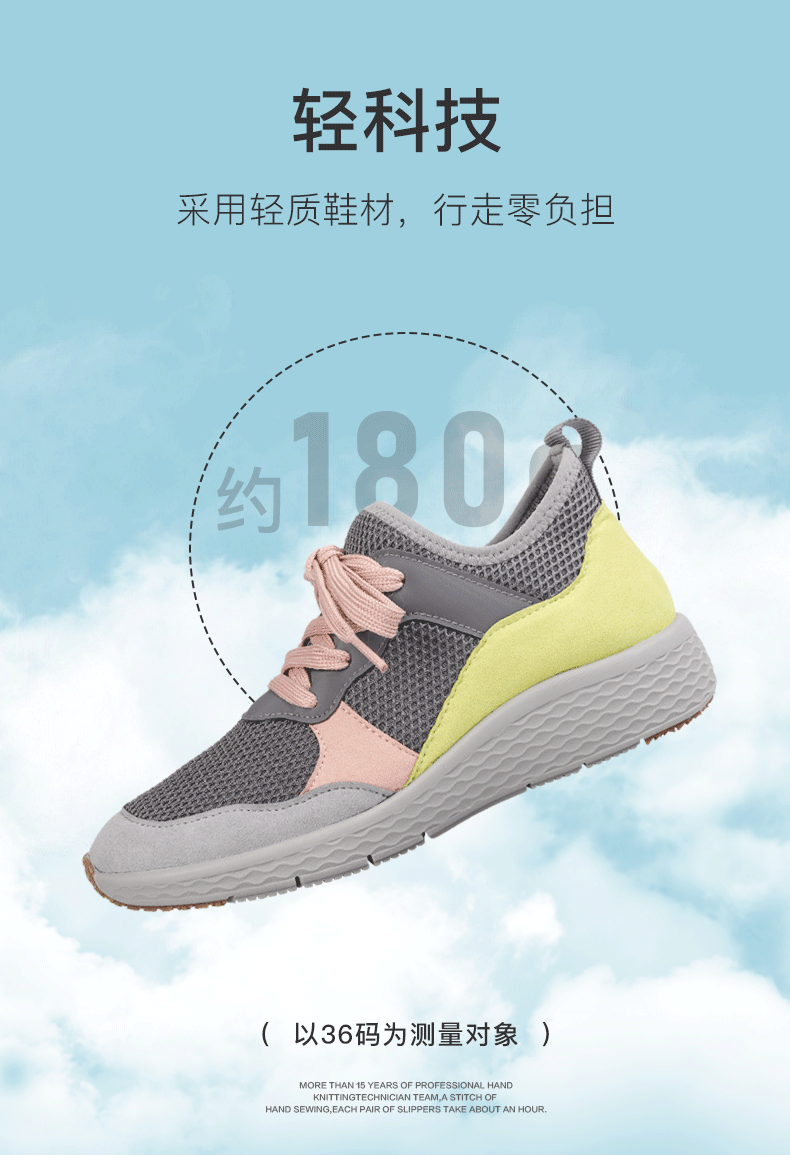 轻科技
采用轻质鞋材，行走零负担
约180
（ 以36码为测量对象 ）
MORE THAN 15 YEARS OF PROFESSIONAL HAND
KNITTINGTECHNICIAN TEAM,A STITCH OF
HAND SEWING,EACH PAIR OF SLIPPERS TAKE ABOUT AN HOUR.